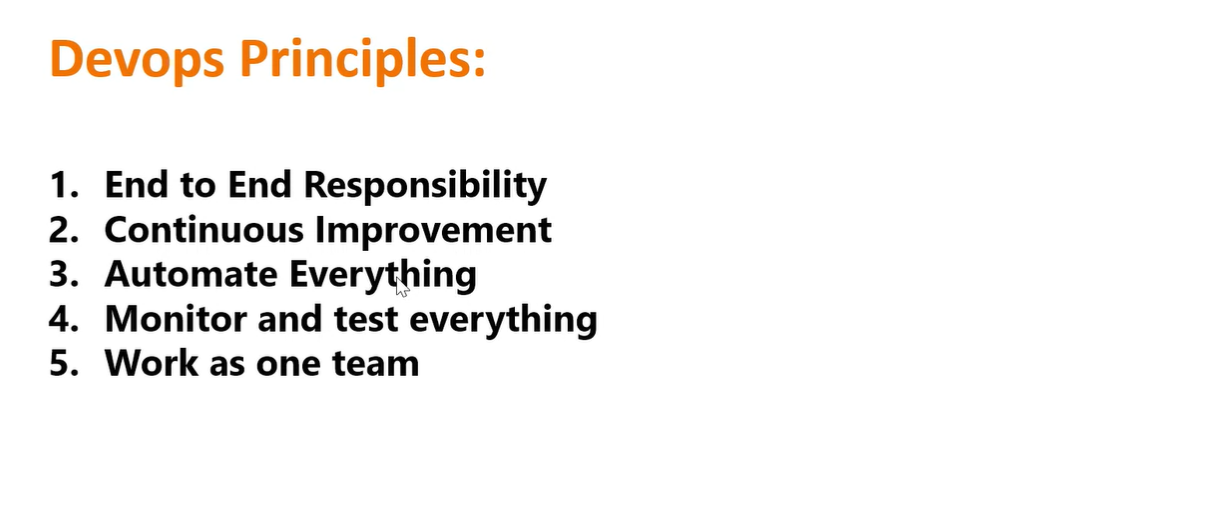 Devops Principles:
1. End to End Responsibility
2. Continuous Improvement
3. Automate Everything
4. Monitor and test everything
5. Work as one team